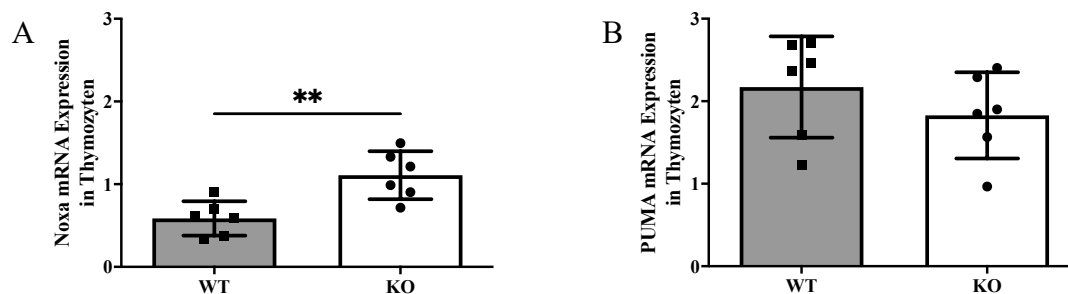 A
Noxa mRNA Expression
in Thymozyten
3
2
1
0
**
WT
KO
B
PUMA mRNA Expression
in Thymozyten
3
2
1
0
WT
KO